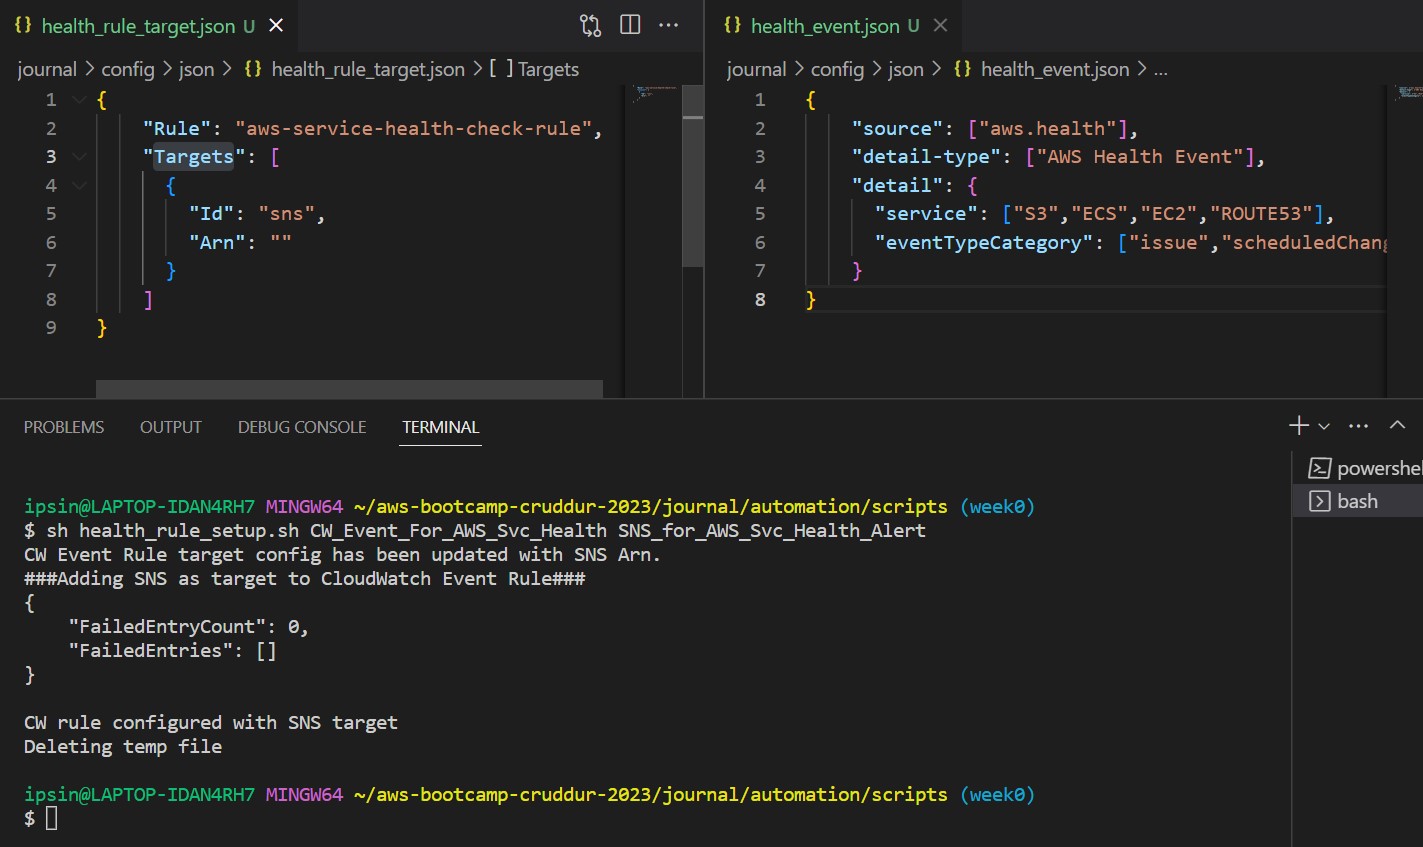 {} health_rule_target.json U
journal > config > json > {} health_rule_target.json > [ ] Targets
1 {
2 "Rule": "aws-service-health-check-rule",
3 "Targets": [
4 {
5 "Id": "sns",
6 "Arn": ""
7 }
8 ]
9 }
{} health_event.json U
journal > config > json > {} health_event.json > ...
1 {
2 "source": ["aws.health"],
3 "detail-type": ["AWS Health Event"],
4 "detail": {
5 "service": ["S3","ECS","EC2","ROUTE53"],
6 "eventTypeCategory": ["issue","scheduledChang
7 }
8 }
PROBLEMS OUTPUT DEBUG CONSOLE TERMINAL
ipsin@LAPTOP-IDAN4RH7 MINGW64 ~/aws-bootcamp-cruddur-2023/journal/automation/scripts (week0)
$ sh health_rule_setup.sh CW_Event_For_AWS_Svc_Health SNS_for_AWS_Svc_Health_Alert
CW Event Rule target config has been updated with SNS Arn.
###Adding SNS as target to CloudWatch Event Rule###
{
"FailedEntryCount": 0,
"FailedEntries": []
}
CW rule configured with SNS target
Deleting temp file
ipsin@LAPTOP-IDAN4RH7 MINGW64 ~/aws-bootcamp-cruddur-2023/journal/automation/scripts (week0)
$
powershel
bash